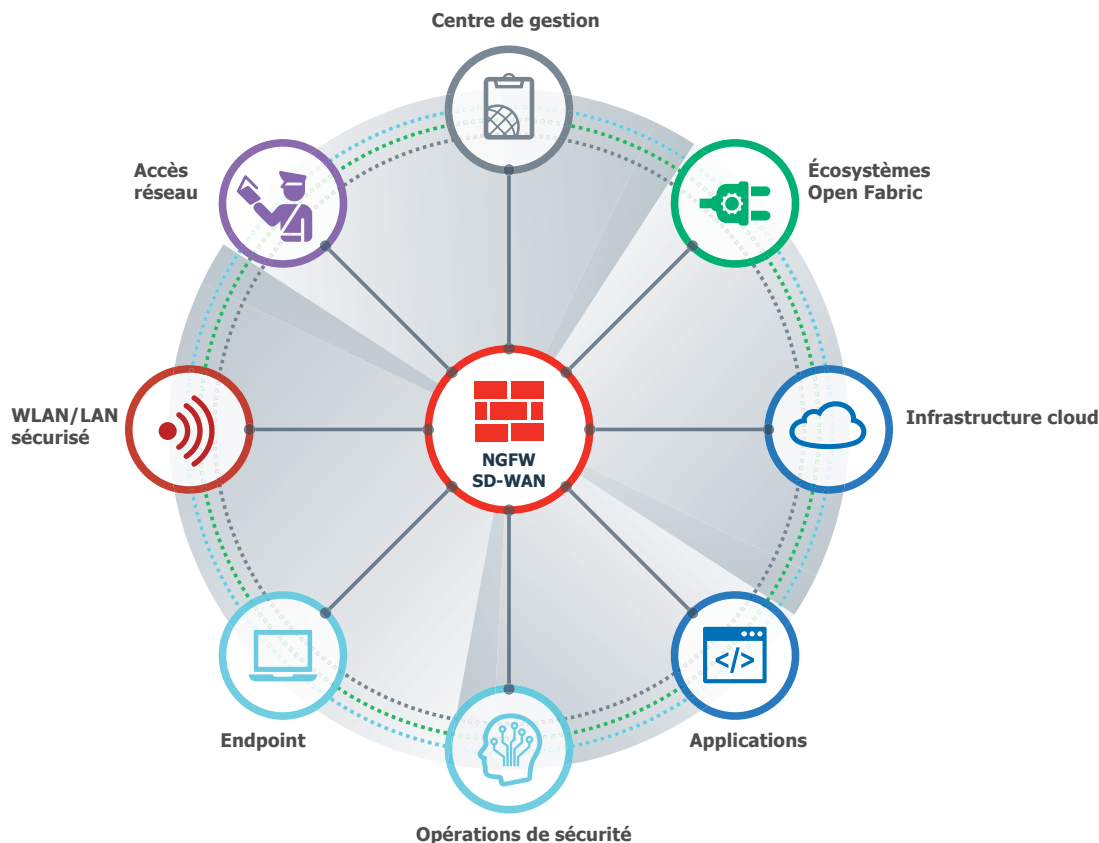 Centre de gestion
Accès
réseau
Écosystèmes
Open Fabric
WLAN/LAN
sécurisé
NGFW
SD-WAN
Infrastructure cloud
</>
Endpoint
Applications
Opérations de sécurité